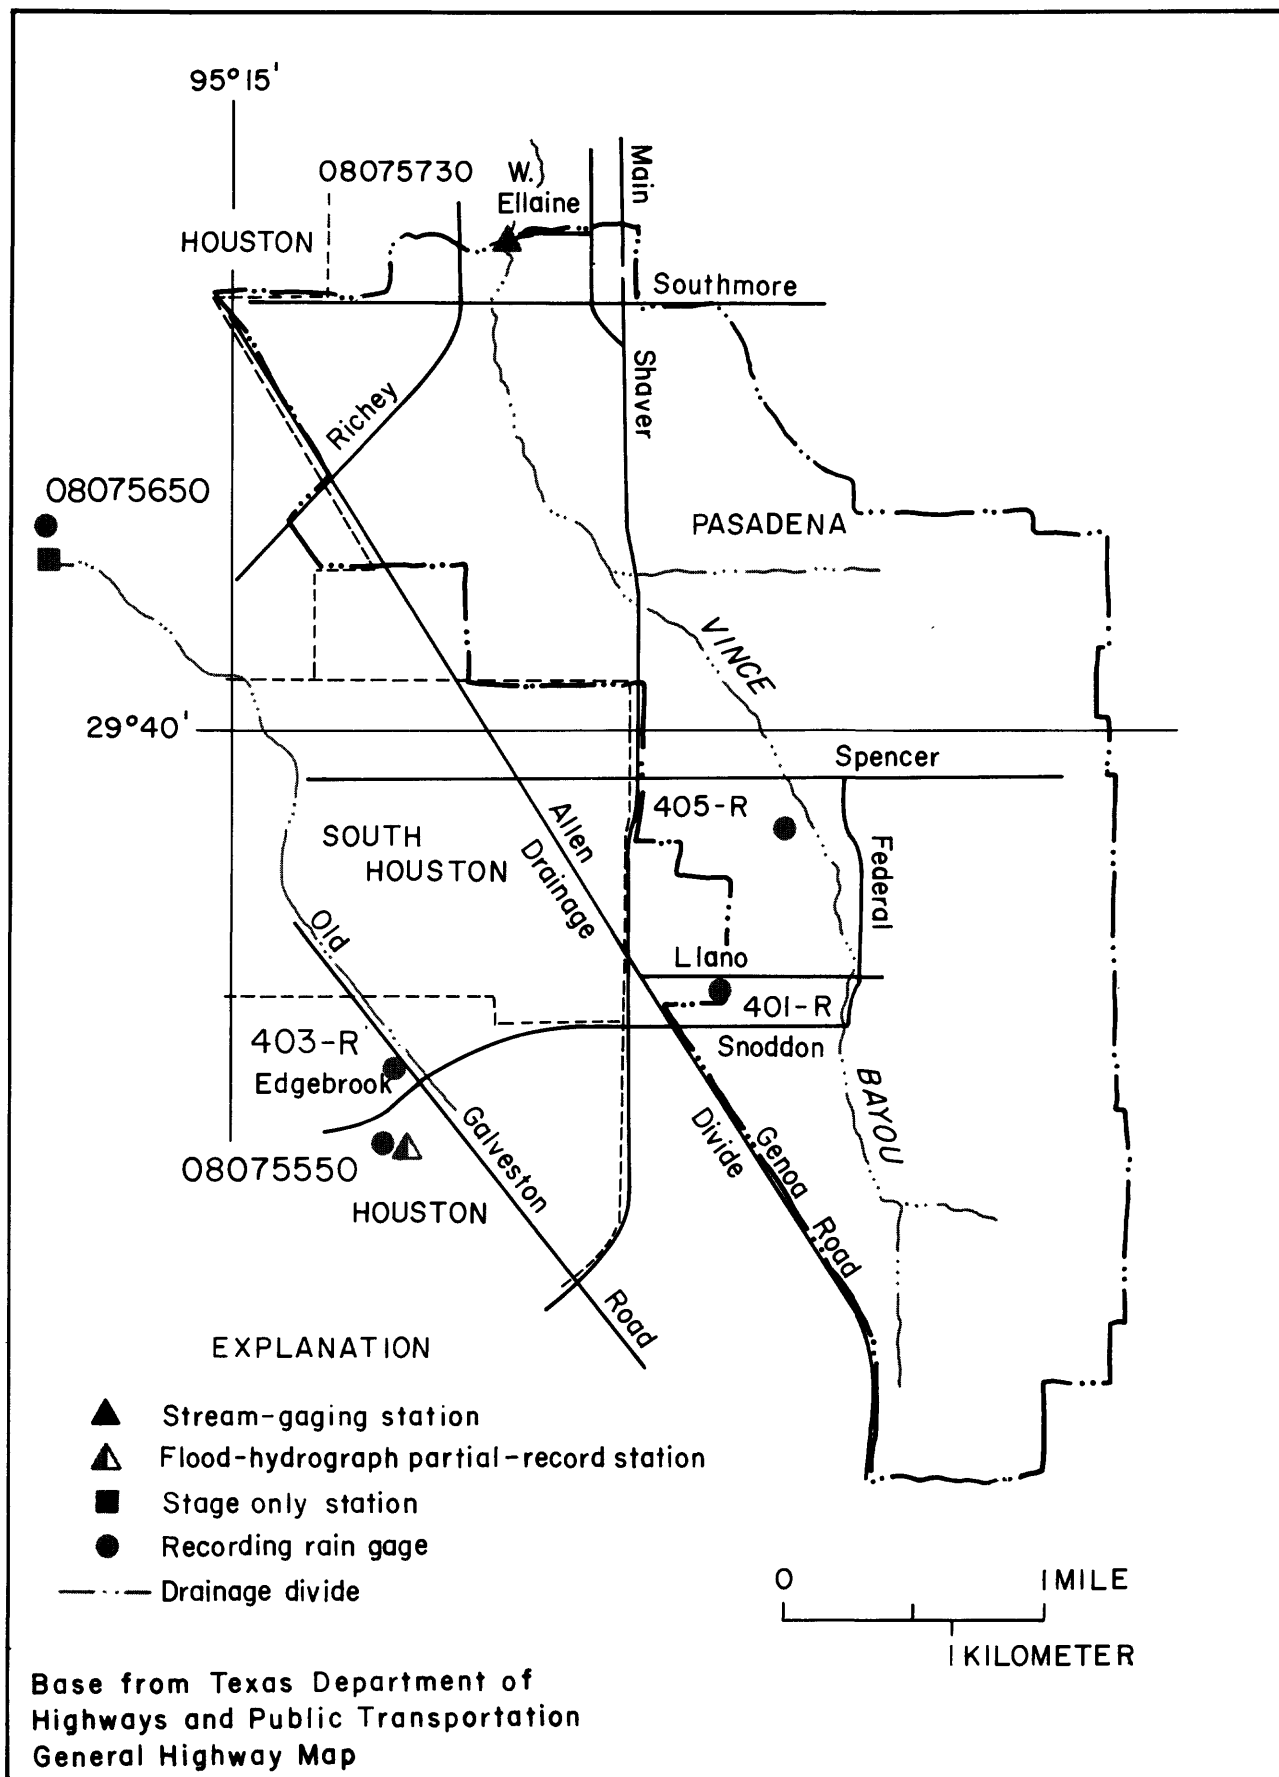 95°15'
08075730
W.
Ellaine
Main
HOUSTON
Southmore
Shaver
Richey
08075650
PASADENA
VINCE
29°40'
Spencer
405-R
Allen
Drainage
SOUTH
HOUSTON
Federal
Old
Llano
401-R
403-R
Snoddon
Edgebrook
BAYOU
Galveston
Divide
Genoa
08075550
HOUSTON
Road
Road
EXPLANATION
Stream-gaging station
Flood-hydrograph partial-record station
Stage only station
Recording rain gage
Drainage divide
0 1 MILE
1 KILOMETER
Base from Texas Department of
Highways and Public Transportation
General Highway Map